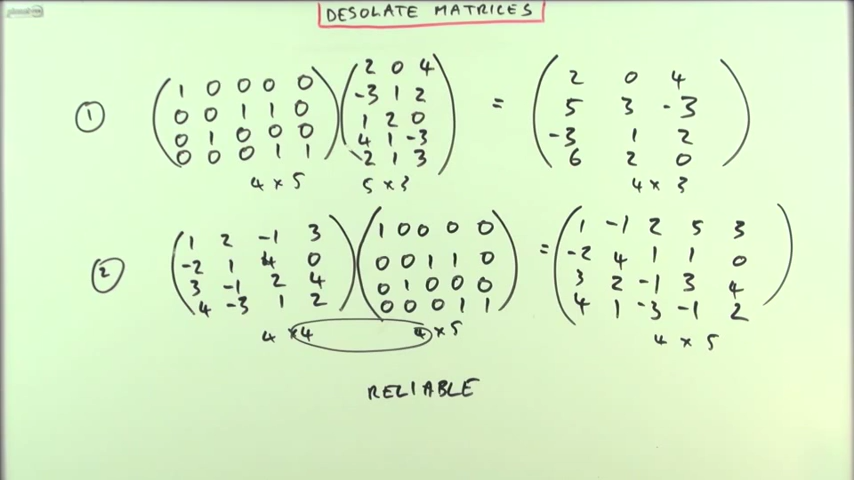 DESOLATE MATRICES
① ( 1 0 0 0 0 ) ( 2 0 4 ) = ( 2 0 4 )
( 0 0 1 1 0 ) ( -3 1 2 ) ( 5 3 -3 )
( 0 1 0 0 0 ) ( 1 2 0 ) ( -3 1 2 )
( 0 0 0 1 1 ) ( 4 1 -3 ) ( 6 2 0 )
( 2 1 3 )
4 × 5 5 × 3 4 × 3
② ( 1 2 -1 3 ) ( 1 0 0 0 0 ) = ( 1 -1 2 5 3 )
( -2 1 4 0 ) ( 0 0 1 1 0 ) ( -2 4 1 1 0 )
( 3 -1 2 4 ) ( 0 1 0 0 0 ) ( 3 2 -1 3 4 )
( 4 -3 1 2 ) ( 0 0 0 1 1 ) ( 4 1 -3 -1 2 )
4 × 4 4 × 5 4 × 5
RELIABLE